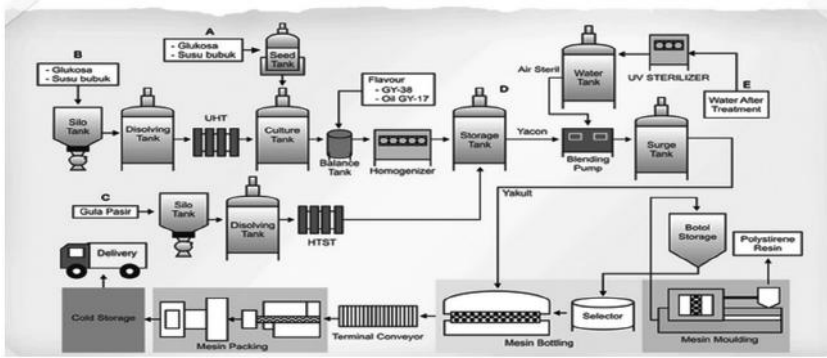 A
- Glukosa
- Susu bubuk
Seed
Tank
B
- Glukosa
- Susu bubuk
Silo
Tank
Disolving
Tank
UHT
Culture
Tank
Flavour
- GY-38
- Oil GY-17
Balance
Tank
Homogenizer
D
Storage
Tank
Yacon
Air Steril
Water
Tank
UV STERILIZER
E
Water After
Treatment
Blending
Pump
Surge
Tank
Yakult
C
Gula Pasir
Silo
Tank
Disolving
Tank
HTST
Botol
Storage
Polystirene
Resin
Delivery
Cold Storage
Mesin Packing
Terminal Conveyor
Mesin Bottling
Selector
Mesin Moulding